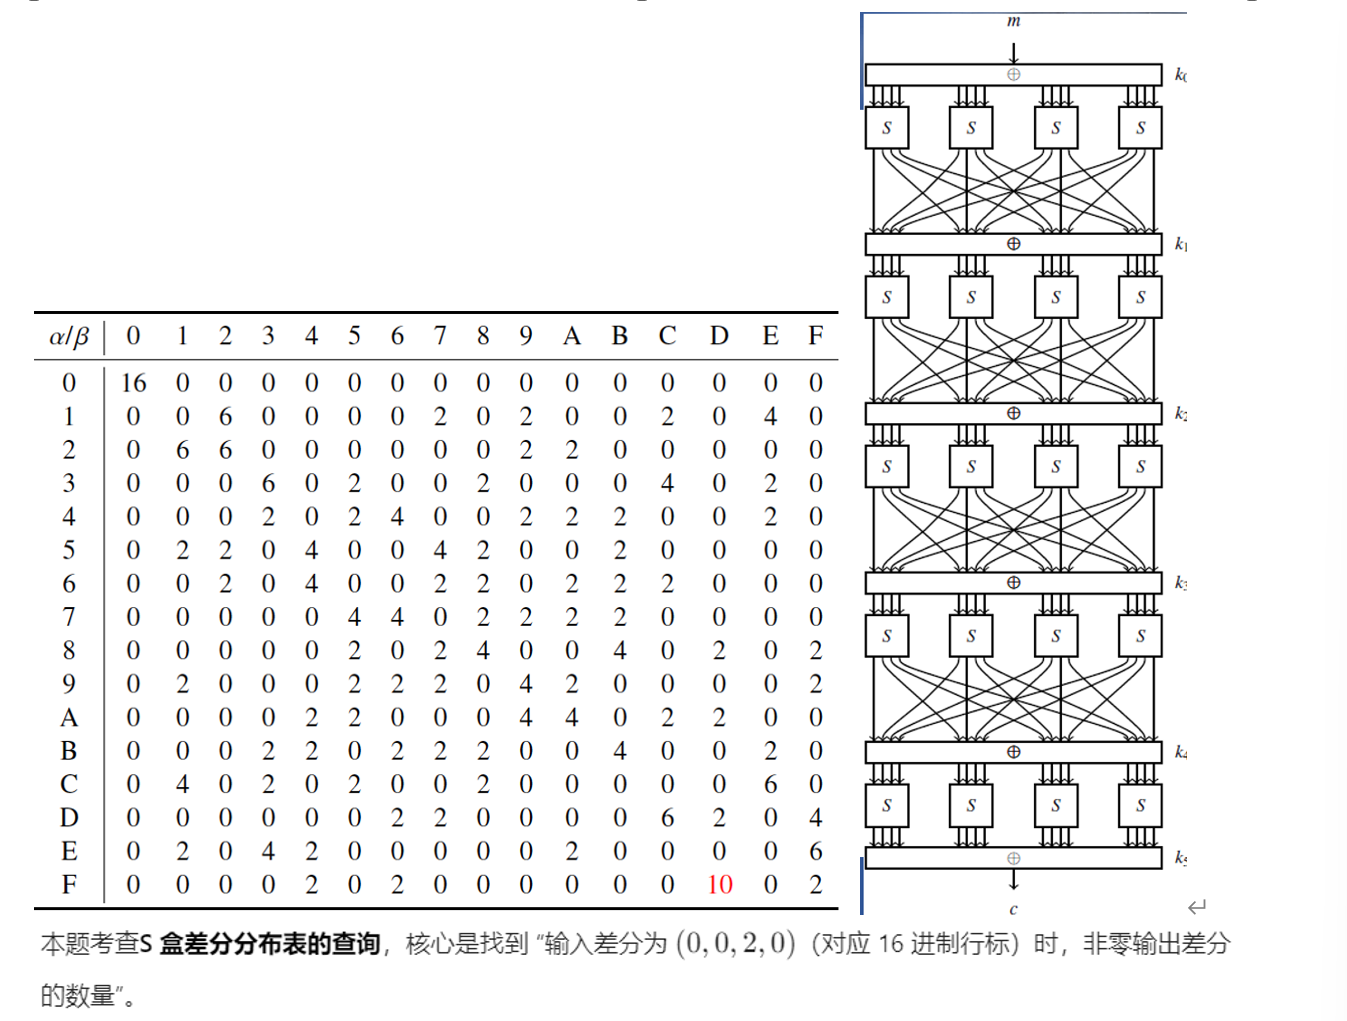 m
⊕
k₀
S S S S
⊕
k₁
S S S S
⊕
k₂
S S S S
⊕
k₃
S S S S
⊕
k₄
S S S S
⊕
c
α/β 0 1 2 3 4 5 6 7 8 9 A B C D E F
0 16 0 0 0 0 0 0 0 0 0 0 0 0 0 0 0
1 0 0 6 0 0 0 0 2 0 2 0 0 2 0 4 0
2 0 6 6 0 0 0 0 0 0 2 2 0 0 0 0 0
3 0 0 0 6 0 2 0 0 2 0 0 0 4 0 2 0
4 0 0 0 2 0 2 4 0 0 2 2 2 0 0 2 0
5 0 2 2 0 4 0 0 4 2 0 0 2 0 0 0 0
6 0 0 2 0 4 0 0 2 2 0 2 2 2 0 0 0
7 0 0 0 0 0 4 4 0 2 2 2 2 0 0 0 0
8 0 0 0 0 0 2 0 2 4 0 0 4 0 2 0 2
9 0 2 0 0 0 2 2 2 0 4 2 0 0 0 0 2
A 0 0 0 0 2 2 0 0 0 4 4 0 2 2 0 0
B 0 0 0 2 2 0 2 2 2 0 0 4 0 0 2 0
C 0 4 0 2 0 2 0 0 2 0 0 0 0 0 6 0
D 0 0 0 0 0 0 2 2 0 0 0 0 6 2 0 4
E 0 2 0 4 2 0 0 0 0 0 2 0 0 0 0 6
F 0 0 0 0 2 0 2 0 0 0 0 0 0 10 0 2
本题考查S 盒差分分布表的查询，核心是找到 “输入差分为 (0, 0, 2, 0)（对应 16 进制行标）时，非零输出差分
的数量”。